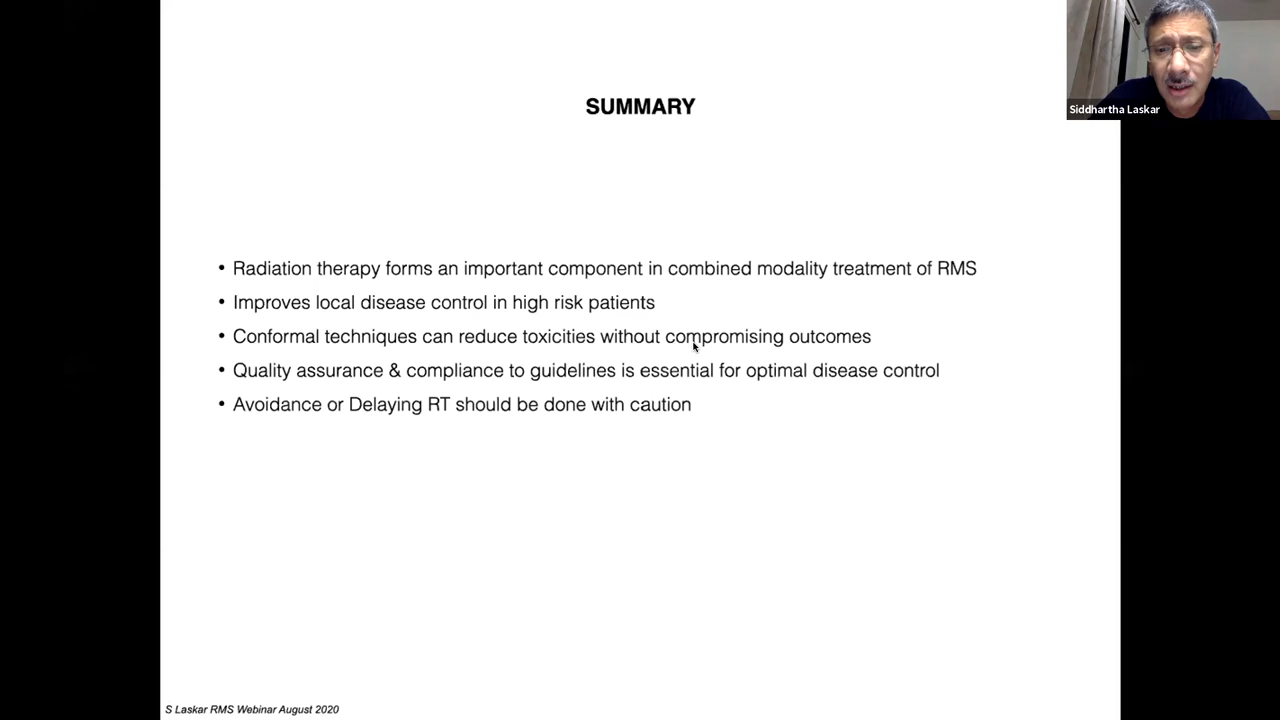 Siddhartha Laskar
SUMMARY
• Radiation therapy forms an important component in combined modality treatment of RMS
• Improves local disease control in high risk patients
• Conformal techniques can reduce toxicities without compromising outcomes
• Quality assurance & compliance to guidelines is essential for optimal disease control
• Avoidance or Delaying RT should be done with caution
S Laskar RMS Webinar August 2020